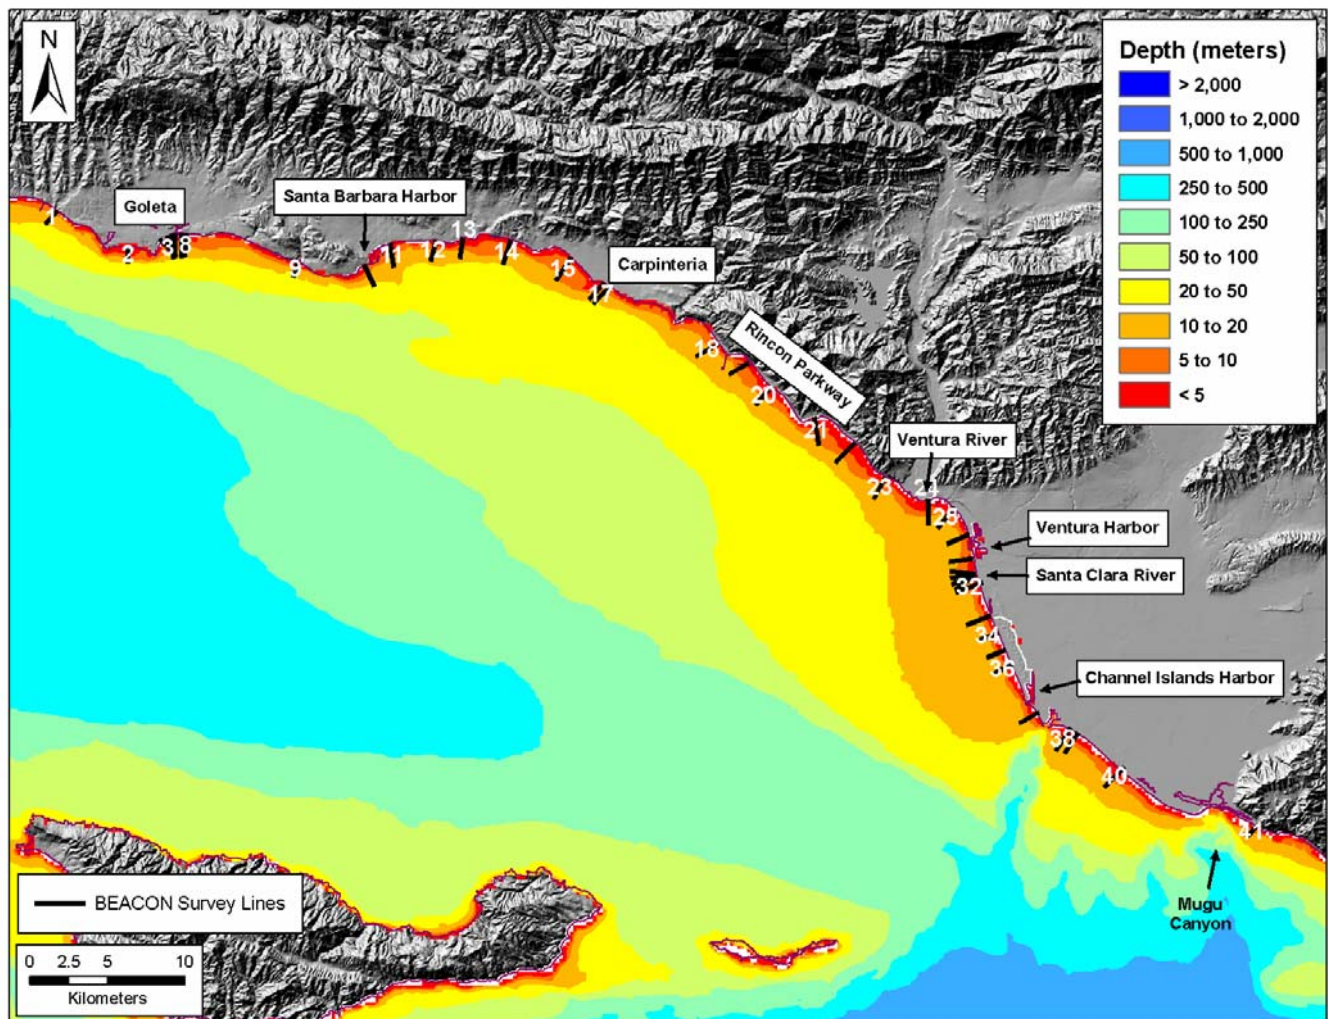 N
Depth (meters)
> 2,000
1,000 to 2,000
500 to 1,000
250 to 500
100 to 250
50 to 100
20 to 50
10 to 20
5 to 10
< 5
Goleta
Santa Barbara Harbor
Carpinteria
Rincon Parkway
Ventura River
Ventura Harbor
Santa Clara River
Channel Islands Harbor
Mugu
Canyon
1
2
3
8
9
11
12
13
14
15
17
18
20
21
23
24
25
32
34
36
38
40
41
BEACON Survey Lines
0 2.5 5 10
Kilometers